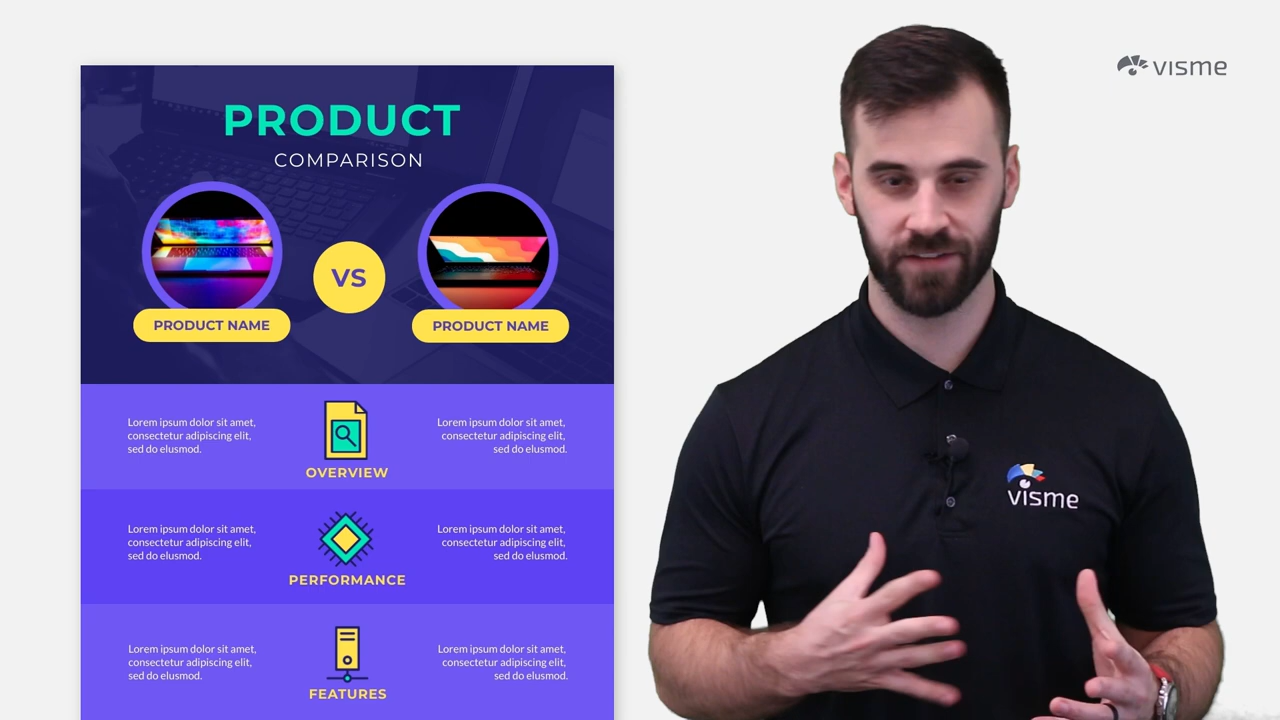 visme
PRODUCT
COMPARISON
VS
PRODUCT NAME
PRODUCT NAME
Lorem ipsum dolor sit amet,
consectetur adipiscing elit,
sed do elusmod.
OVERVIEW
Lorem ipsum dolor sit amet,
consectetur adipiscing elit,
sed do elusmod.
Lorem ipsum dolor sit amet,
consectetur adipiscing elit,
sed do elusmod.
PERFORMANCE
Lorem ipsum dolor sit amet,
consectetur adipiscing elit,
sed do elusmod.
Lorem ipsum dolor sit amet,
consectetur adipiscing elit,
sed do elusmod.
FEATURES
Lorem ipsum dolor sit amet,
consectetur adipiscing elit,
sed do elusmod.
visme